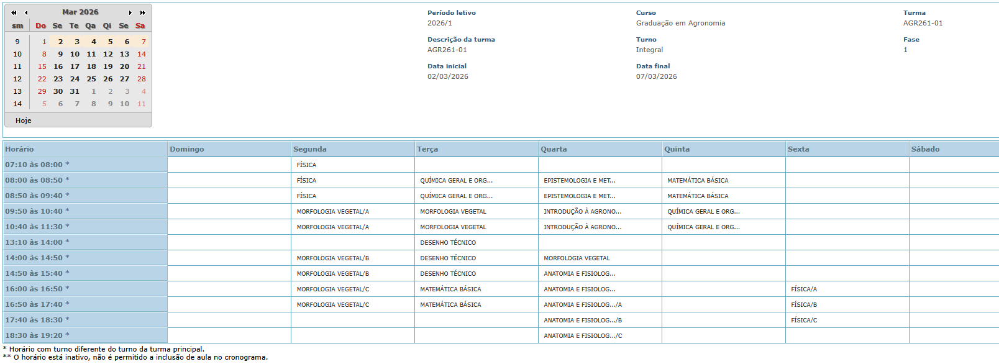 Mar 2026
sm Do Se Te Qa Qi Se Sa
9 1 2 3 4 5 6 7
10 8 9 10 11 12 13 14
11 15 16 17 18 19 20 21
12 22 23 24 25 26 27 28
13 29 30 31 1 2 3 4
14 5 6 7 8 9 10 11
Hoje
Período letivo Curso Turma
2026/1 Graduação em Agronomia AGR261-01
Descrição da turma Turno Fase
AGR261-01 Integral 1
Data inicial Data final
02/03/2026 07/03/2026
Horário Domingo Segunda Terça Quarta Quinta Sexta Sábado
07:10 às 08:00 * FÍSICA
08:00 às 08:50 * FÍSICA QUÍMICA GERAL E ORG... EPISTEMOLOGIA E MET... MATEMÁTICA BÁSICA
08:50 às 09:40 * FÍSICA QUÍMICA GERAL E ORG... EPISTEMOLOGIA E MET... MATEMÁTICA BÁSICA
09:50 às 10:40 * MORFOLOGIA VEGETAL/A MORFOLOGIA VEGETAL INTRODUÇÃO À AGRONO... QUÍMICA GERAL E ORG...
10:40 às 11:30 * MORFOLOGIA VEGETAL/A MORFOLOGIA VEGETAL INTRODUÇÃO À AGRONO... QUÍMICA GERAL E ORG...
13:10 às 14:00 * DESENHO TÉCNICO
14:00 às 14:50 * MORFOLOGIA VEGETAL/B DESENHO TÉCNICO MORFOLOGIA VEGETAL
14:50 às 15:40 * MORFOLOGIA VEGETAL/B DESENHO TÉCNICO ANATOMIA E FISIOLOG...
16:00 às 16:50 * MORFOLOGIA VEGETAL/C MATEMÁTICA BÁSICA ANATOMIA E FISIOLOG... FÍSICA/A
16:50 às 17:40 * MORFOLOGIA VEGETAL/C MATEMÁTICA BÁSICA ANATOMIA E FISIOLOG.../A FÍSICA/B
17:40 às 18:30 * ANATOMIA E FISIOLOG.../B FÍSICA/C
18:30 às 19:20 * ANATOMIA E FISIOLOG.../C
* Horário com turno diferente do turno da turma principal.
** O horário está inativo, não é permitido a inclusão de aula no cronograma.